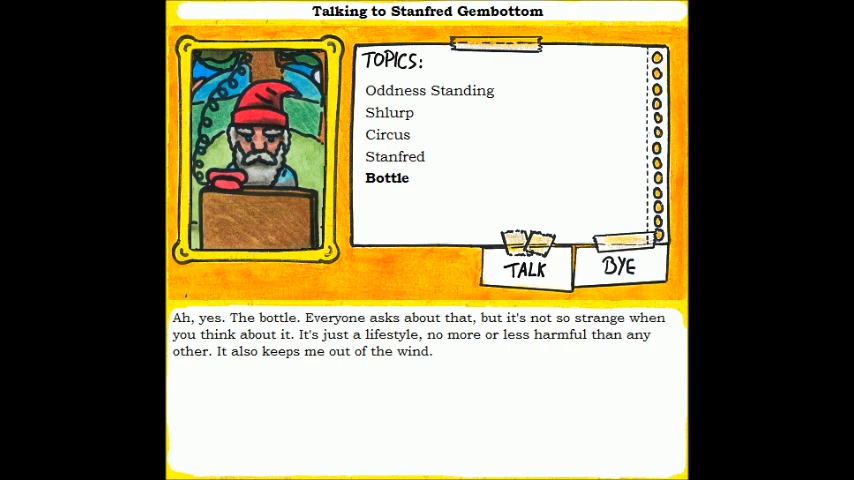 Talking to Stanfred Gembottom
TOPICS:
Oddness Standing
Shlurp
Circus
Stanfred
Bottle
TALK
BYE
Ah, yes. The bottle. Everyone asks about that, but it's not so strange when
you think about it. It's just a lifestyle, no more or less harmful than any
other. It also keeps me out of the wind.